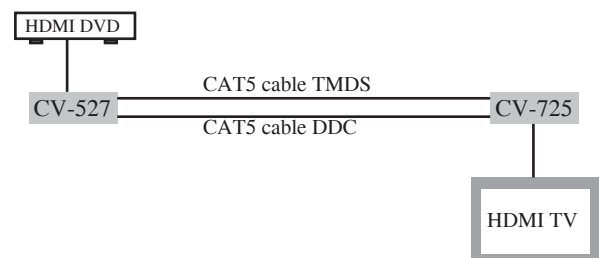 HDMI DVD
CAT5 cable TMDS
CV-527
CV-725
CAT5 cable DDC
HDMI TV